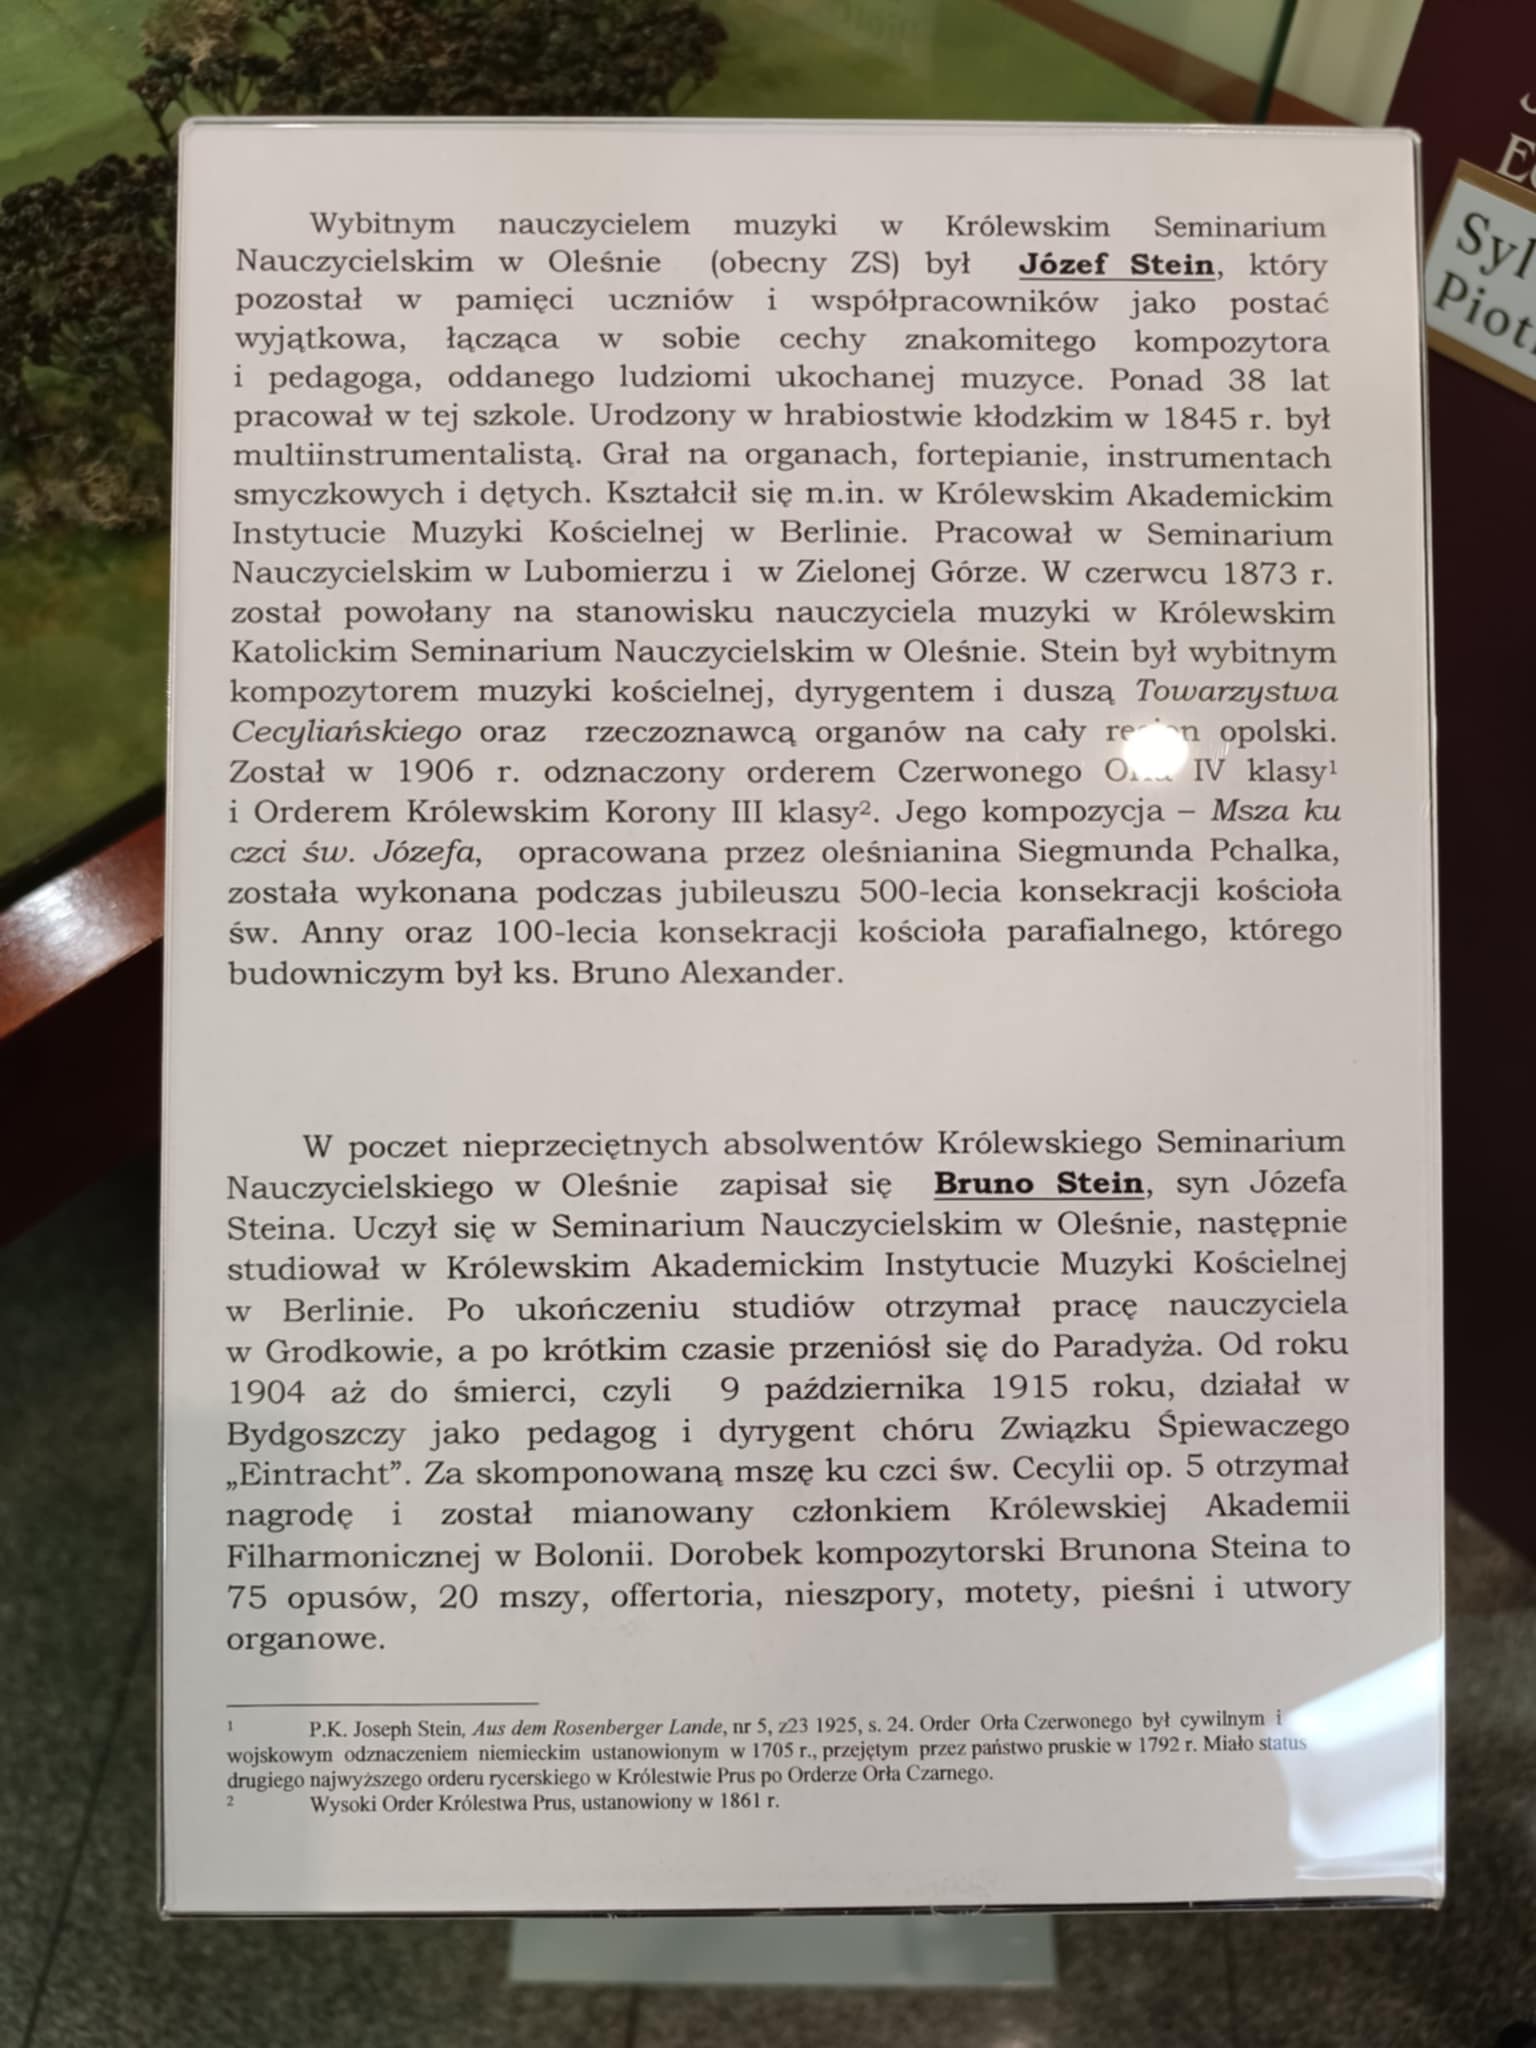 Wybitnym nauczycielem muzyki w Królewskim Seminarium
Nauczycielskim w Oleśnie (obecny ZS) był Józef Stein, który
pozostał w pamięci uczniów i współpracowników jako postać
wyjątkowa, łącząca w sobie cechy znakomitego kompozytora
i pedagoga, oddanego ludziomi ukochanej muzyce. Ponad 38 lat
pracował w tej szkole. Urodzony w hrabiostwie kłodzkim w 1845 r. był
multiinstrumentalistą. Grał na organach, fortepianie, instrumentach
smyczkowych i dętych. Kształcił się m.in. w Królewskim Akademickim
Instytucie Muzyki Kościelnej w Berlinie. Pracował w Seminarium
Nauczycielskim w Lubomierzu i w Zielonej Górze. W czerwcu 1873 r.
został powołany na stanowisku nauczyciela muzyki w Królewskim
Katolickim Seminarium Nauczycielskim w Oleśnie. Stein był wybitnym
kompozytorem muzyki kościelnej, dyrygentem i duszą Towarzystwa
Cecyliańskiego oraz rzeczoznawcą organów na cały opolski.
Został w 1906 r. odznaczony orderem Czerwonego IV klasy¹
i Orderem Królewskim Korony III klasy². Jego kompozycja – Msza ku
czci św. Józefa, opracowana przez oleśnianina Siegmunda Pchalka,
została wykonana podczas jubileuszu 500-lecia konsekracji kościoła
św. Anny oraz 100-lecia konsekracji kościoła parafialnego, którego
budowniczym był ks. Bruno Alexander.
W poczet nieprzeciętnych absolwentów Królewskiego Seminarium
Nauczycielskiego w Oleśnie zapisał się Bruno Stein, syn Józefa
Steina. Uczył się w Seminarium Nauczycielskim w Oleśnie, następnie
studiował w Królewskim Akademickim Instytucie Muzyki Kościelnej
w Berlinie. Po ukończeniu studiów otrzymał pracę nauczyciela
w Grodkowie, a po krótkim czasie przeniósł się do Paradyża. Od roku
1904 aż do śmierci, czyli 9 października 1915 roku, działał w
Bydgoszczy jako pedagog i dyrygent chóru Związku Śpiewaczego
„Eintracht”. Za skomponowaną mszę ku czci św. Cecylii op. 5 otrzymał
nagrodę i został mianowany członkiem Królewskiej Akademii
Filharmonicznej w Bolonii. Dorobek kompozytorski Brunona Steina to
75 opusów, 20 mszy, offertoria, nieszpory, motety, pieśni i utwory
organowe.
¹ P.K. Joseph Stein, Aus dem Rosenberger Lande, nr 5, z23 1925, s. 24. Order Orła Czerwonego był cywilnym i
wojskowym odznaczeniem niemieckim ustanowionym w 1705 r., przejętym przez państwo pruskie w 1792 r. Miało status
drugiego najwyższego orderu rycerskiego w Królestwie Prus po Orderze Orła Czarnego.
² Wysoki Order Królestwa Prus, ustanowiony w 1861 r.